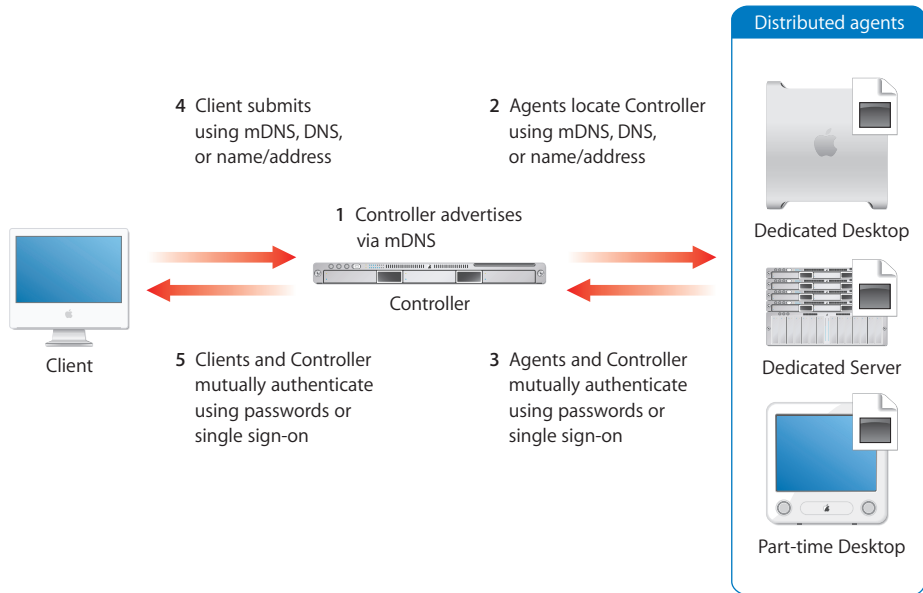 Distributed agents
4 Client submits
using mDNS, DNS,
or name/address
2 Agents locate Controller
using mDNS, DNS,
or name/address
1 Controller advertises
via mDNS
Dedicated Desktop
Controller
Client
5 Clients and Controller
mutually authenticate
using passwords or
single sign-on
3 Agents and Controller
mutually authenticate
using passwords or
single sign-on
Dedicated Server
Part-time Desktop